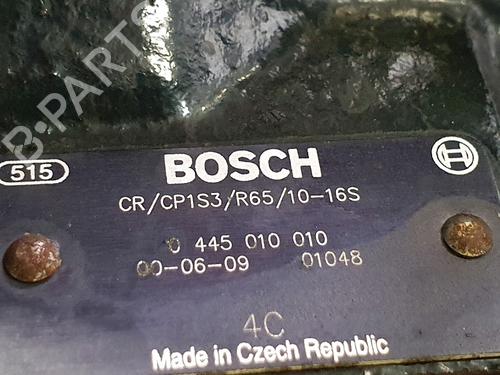 B-PARTS
515
BOSCH
CR/CP1S3/R65/10-16S
0 445 010 010
00-06-09 01048
4C
Made in Czech Republic